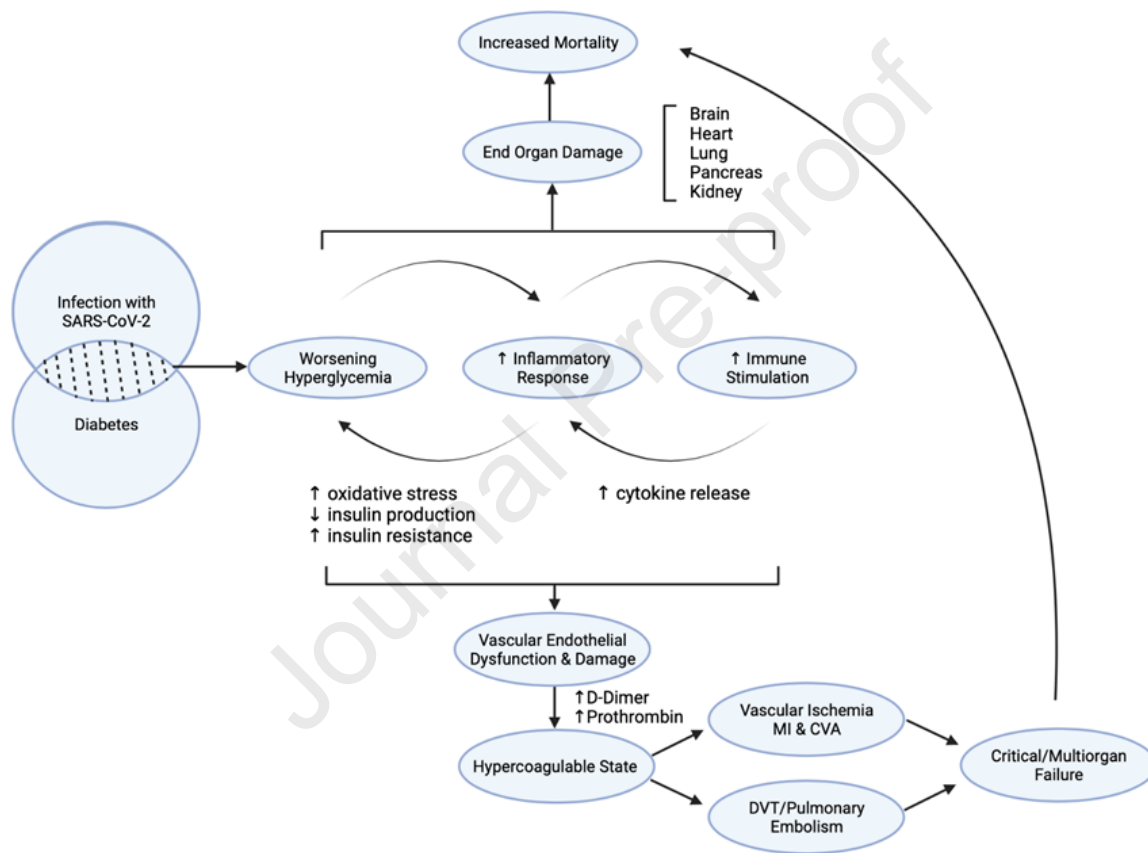 Increased Mortality
End Organ Damage
Brain
Heart
Lung
Pancreas
Kidney
Infection with
SARS-CoV-2
Diabetes
Worsening
Hyperglycemia
↑ Inflammatory
Response
↑ Immune
Stimulation
↑ oxidative stress
↓ insulin production
↑ insulin resistance
↑ cytokine release
Vascular Endothelial
Dysfunction & Damage
↑D-Dimer
↑Prothrombin
Hypercoagulable State
Vascular Ischemia
MI & CVA
DVT/Pulmonary
Embolism
Critical/Multiorgan
Failure
Journal Pre-proof